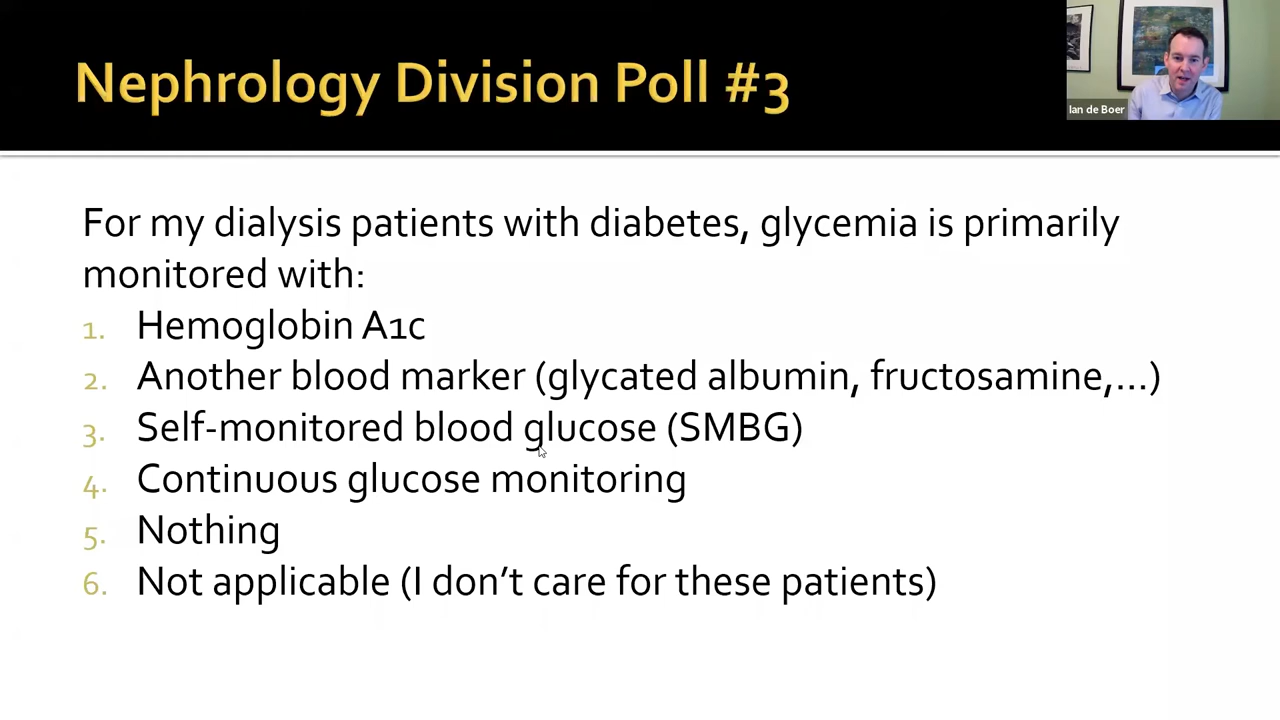 Nephrology Division Poll #3
Ian de Boer
For my dialysis patients with diabetes, glycemia is primarily
monitored with:
1. Hemoglobin A1c
2. Another blood marker (glycated albumin, fructosamine,...)
3. Self-monitored blood glucose (SMBG)
4. Continuous glucose monitoring
5. Nothing
6. Not applicable (I don't care for these patients)